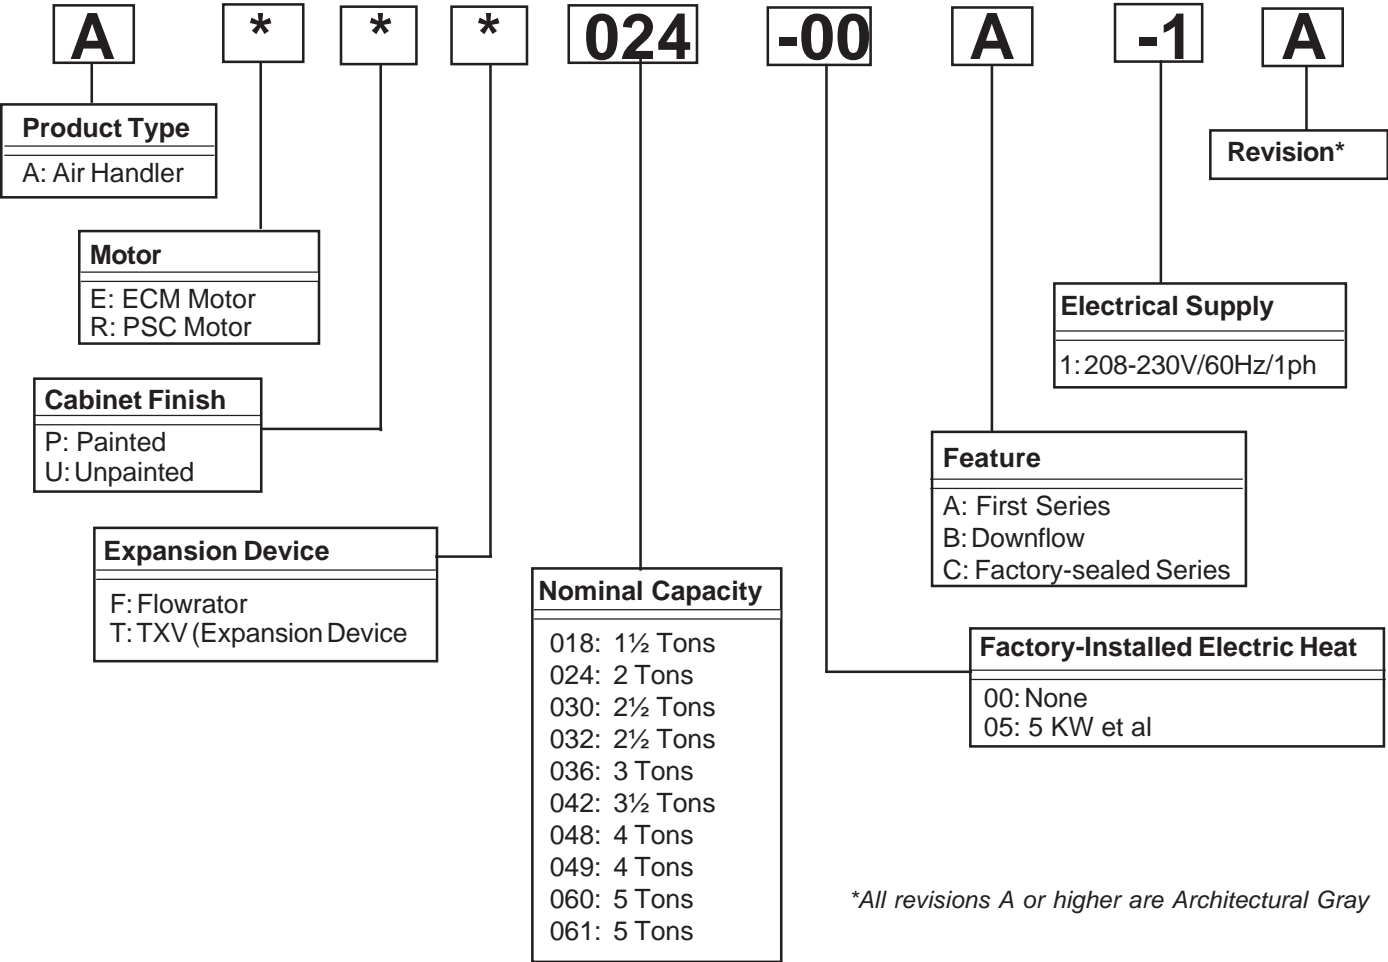 A * * * 024 -00 A -1 A
Product Type
A: Air Handler
Revision*
Motor
E: ECM Motor
R: PSC Motor
Electrical Supply
1: 208-230V/60Hz/1ph
Cabinet Finish
P: Painted
U: Unpainted
Feature
A: First Series
B: Downflow
C: Factory-sealed Series
Expansion Device
F: Flowrator
T: TXV (Expansion Device
Nominal Capacity
018: 1½ Tons
024: 2 Tons
030: 2½ Tons
032: 2½ Tons
036: 3 Tons
042: 3½ Tons
048: 4 Tons
049: 4 Tons
060: 5 Tons
061: 5 Tons
Factory-Installed Electric Heat
00: None
05: 5 KW et al
*All revisions A or higher are Architectural Gray